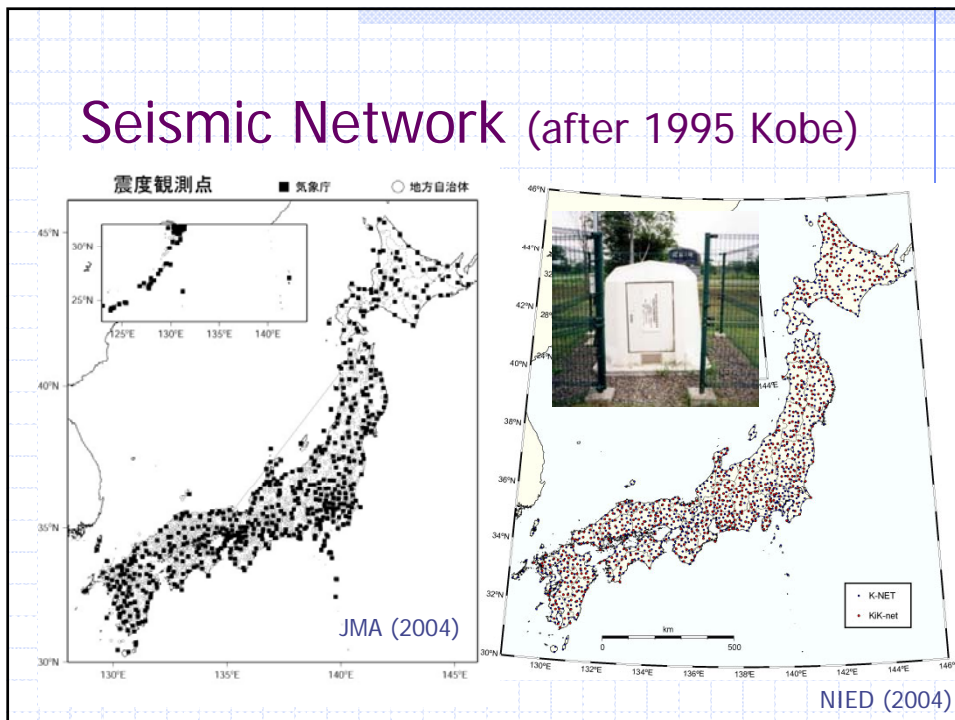 Seismic Network (after 1995 Kobe)
震度観測点 ■ 気象庁 ○ 地方自治体
45°N
40°N
35°N
30°N
130°E 135°E 140°E 145°E
30°N
25°N
125°E 130°E 135°E 140°E
JMA (2004)
46°N
44°N
42°N
40°N
38°N
36°N
34°N
32°N
30°N
28°N
24°N
144°E
130°E 132°E 134°E 136°E 138°E 140°E 142°E 144°E 146°E
K-NET
KiK-net
km
0 500
NIED (2004)